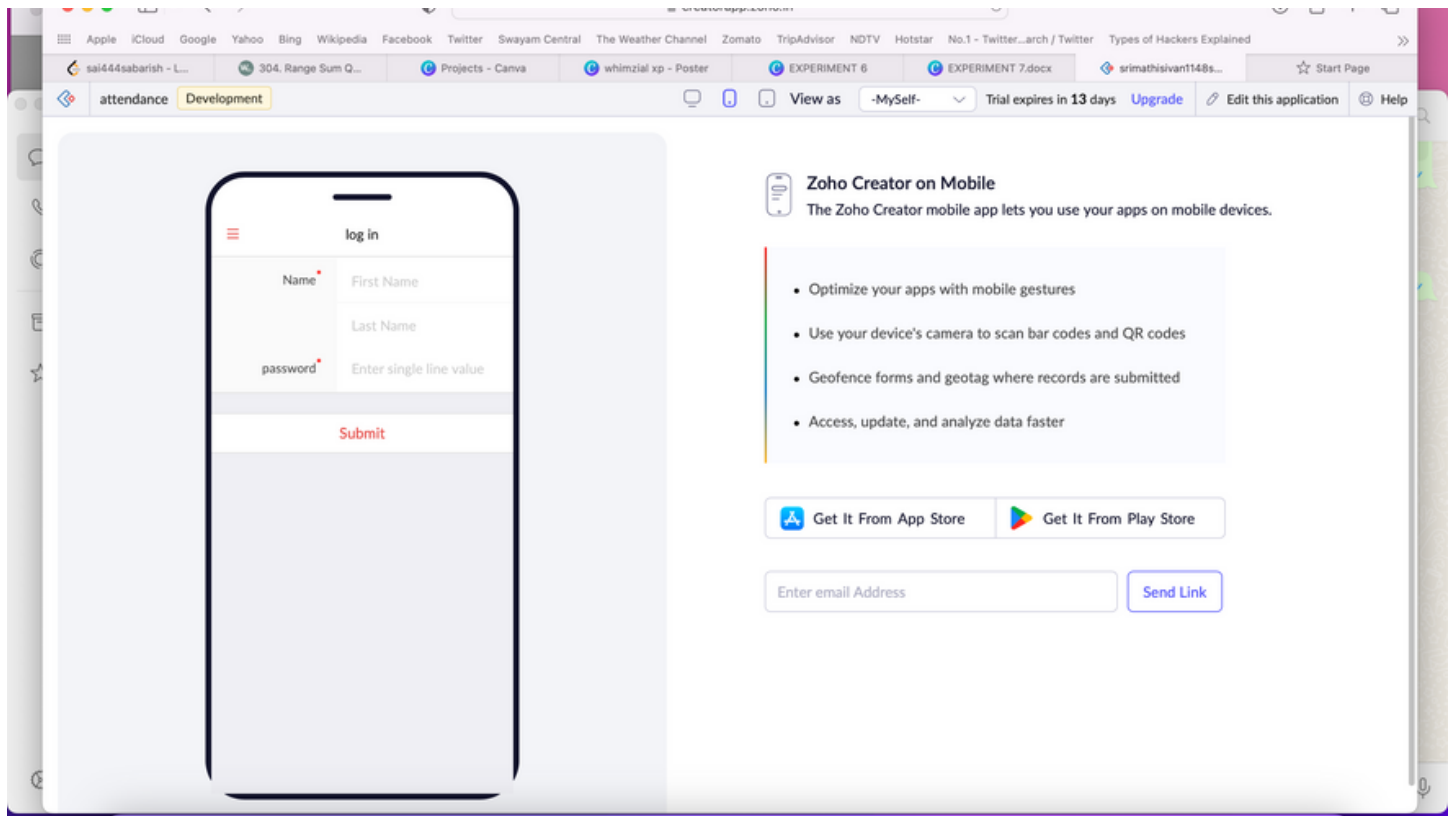 Apple iCloud Google Yahoo Bing Wikipedia Facebook Twitter Swayam Central The Weather Channel Zomato TripAdvisor NDTV Hotstar No.1 - Twitter...arch / Twitter Types of Hackers Explained
sai444sabarish - L... 304. Range Sum Q... Projects - Canva whimzial xp - Poster EXPERIMENT 6 EXPERIMENT 7.docx srimathisivan1148s... Start Page
attendance Development View as -MySelf- Trial expires in 13 days Upgrade Edit this application Help
log in
Name*
First Name
Last Name
password*
Enter single line value
Submit
Zoho Creator on Mobile
The Zoho Creator mobile app lets you use your apps on mobile devices.
• Optimize your apps with mobile gestures
• Use your device's camera to scan bar codes and QR codes
• Geofence forms and geotag where records are submitted
• Access, update, and analyze data faster
Get It From App Store Get It From Play Store
Enter email Address Send Link